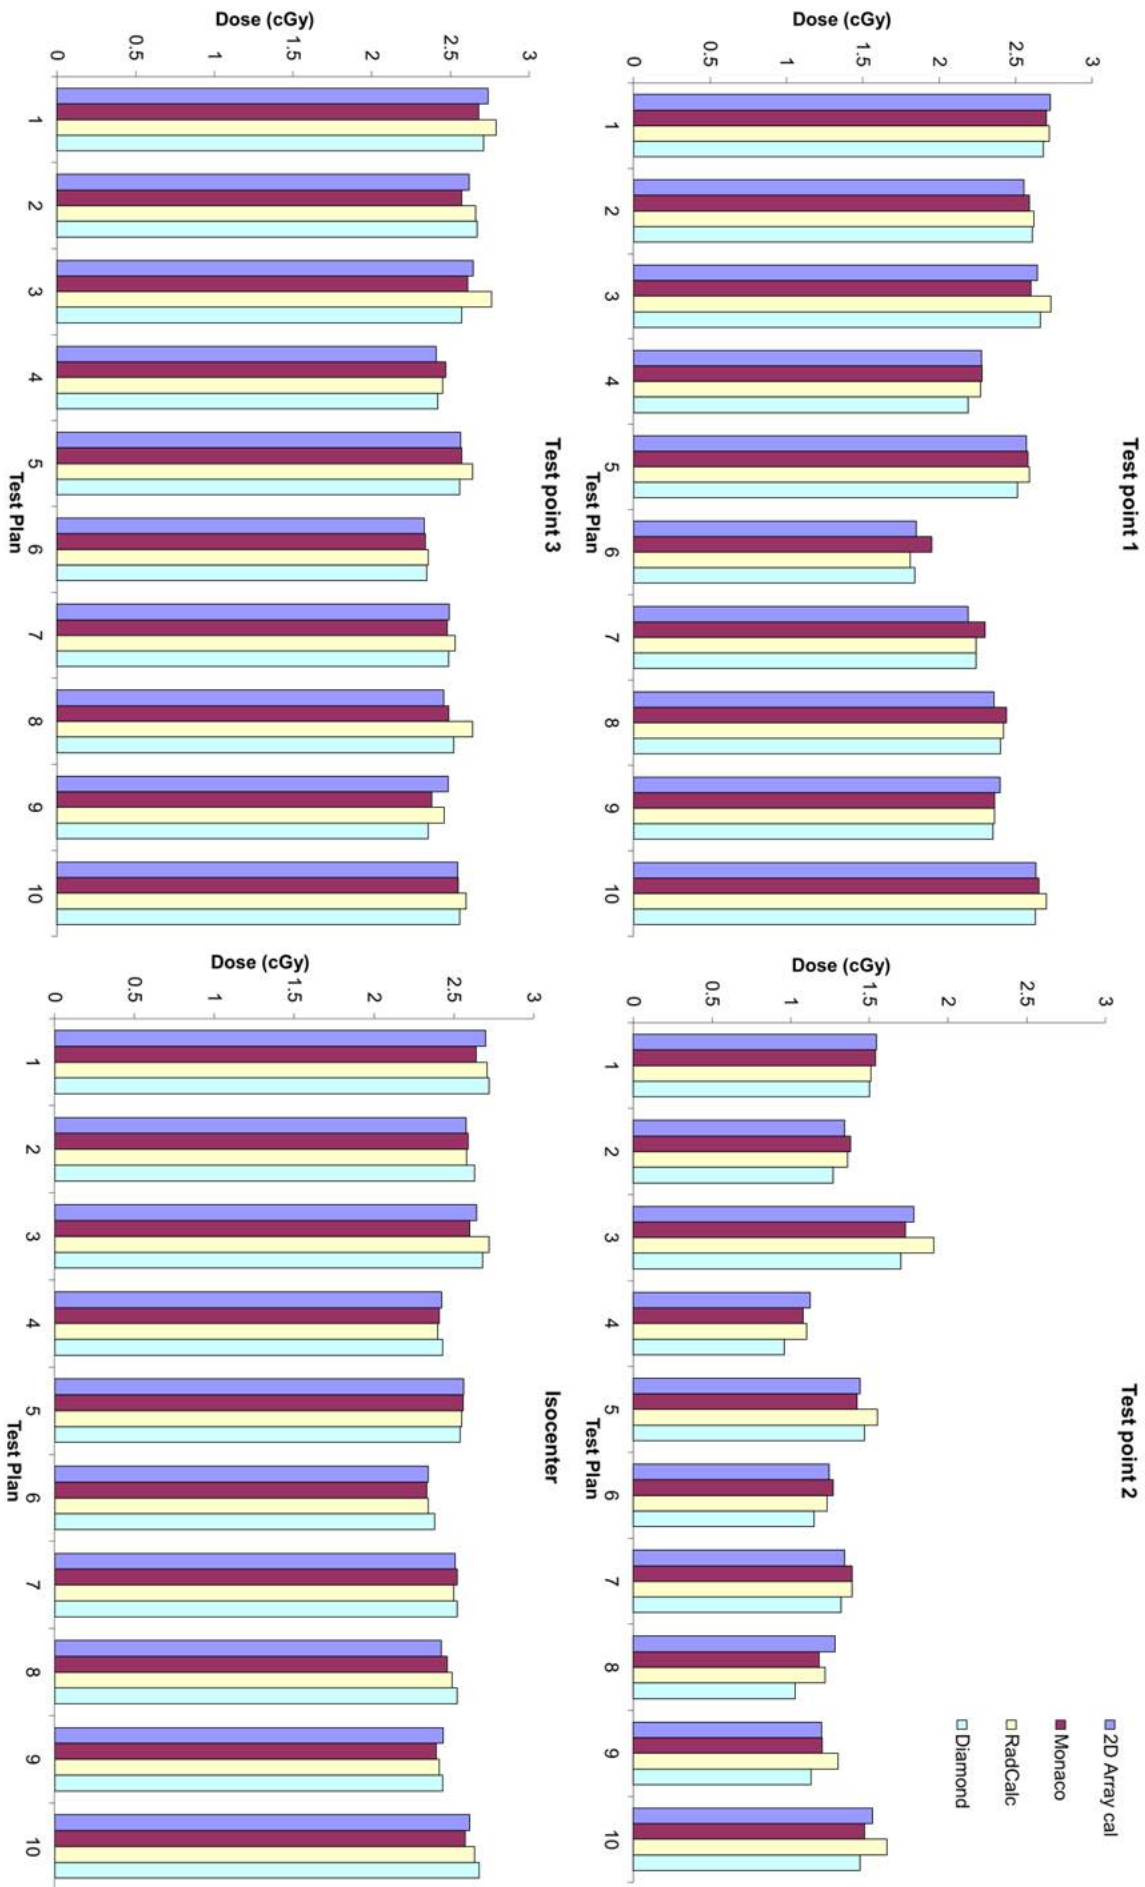 Test point 1
Dose (cGy)
3
2.5
2
1.5
1
0.5
0
1 2 3 4 5 6 7 8 9 10
Test Plan
Test point 2
Dose (cGy)
3
2.5
2
1.5
1
0.5
0
1 2 3 4 5 6 7 8 9 10
Test Plan
2D Array cal
Monaco
RadCalc
Diamond
Test point 3
Dose (cGy)
3
2.5
2
1.5
1
0.5
0
1 2 3 4 5 6 7 8 9 10
Test Plan
Isocenter
Dose (cGy)
3
2.5
2
1.5
1
0.5
0
1 2 3 4 5 6 7 8 9 10
Test Plan